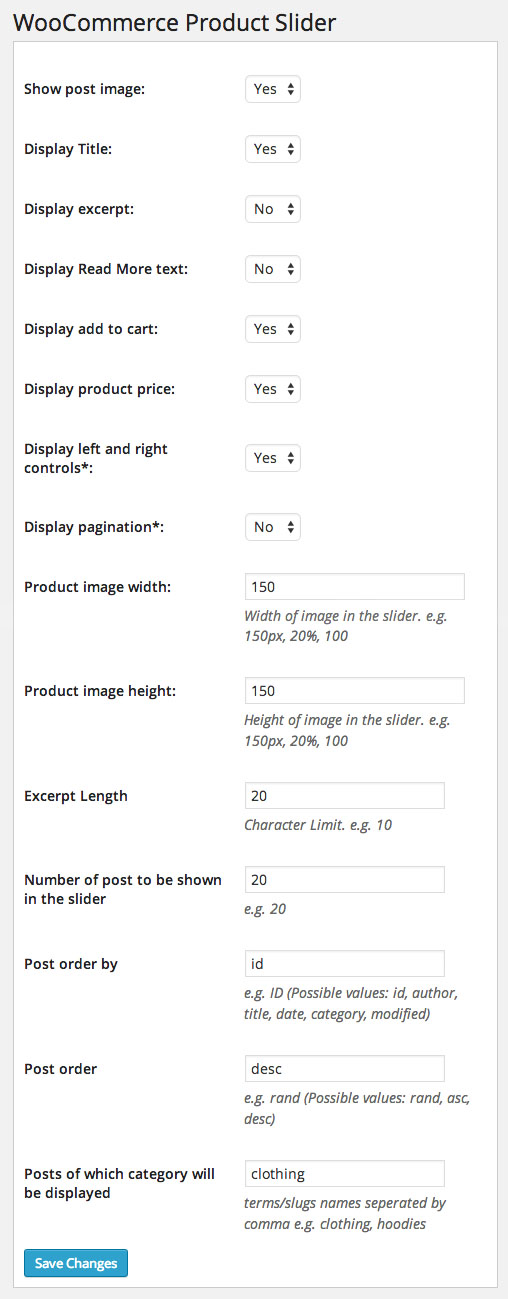 WooCommerce Product Slider
Show post image: Yes
Display Title: Yes
Display excerpt: No
Display Read More text: No
Display add to cart: Yes
Display product price: Yes
Display left and right
controls*: Yes
Display pagination*: No
Product image width: 150
Width of image in the slider. e.g.
150px, 20%, 100
Product image height: 150
Height of image in the slider. e.g.
150px, 20%, 100
Excerpt Length 20
Character Limit. e.g. 10
Number of post to be shown
in the slider
20
e.g. 20
Post order by id
e.g. ID (Possible values: id, author,
title, date, category, modified)
Post order desc
e.g. rand (Possible values: rand, asc,
desc)
Posts of which category will
be displayed
clothing
terms/slugs names seperated by
comma e.g. clothing, hoodies
Save Changes